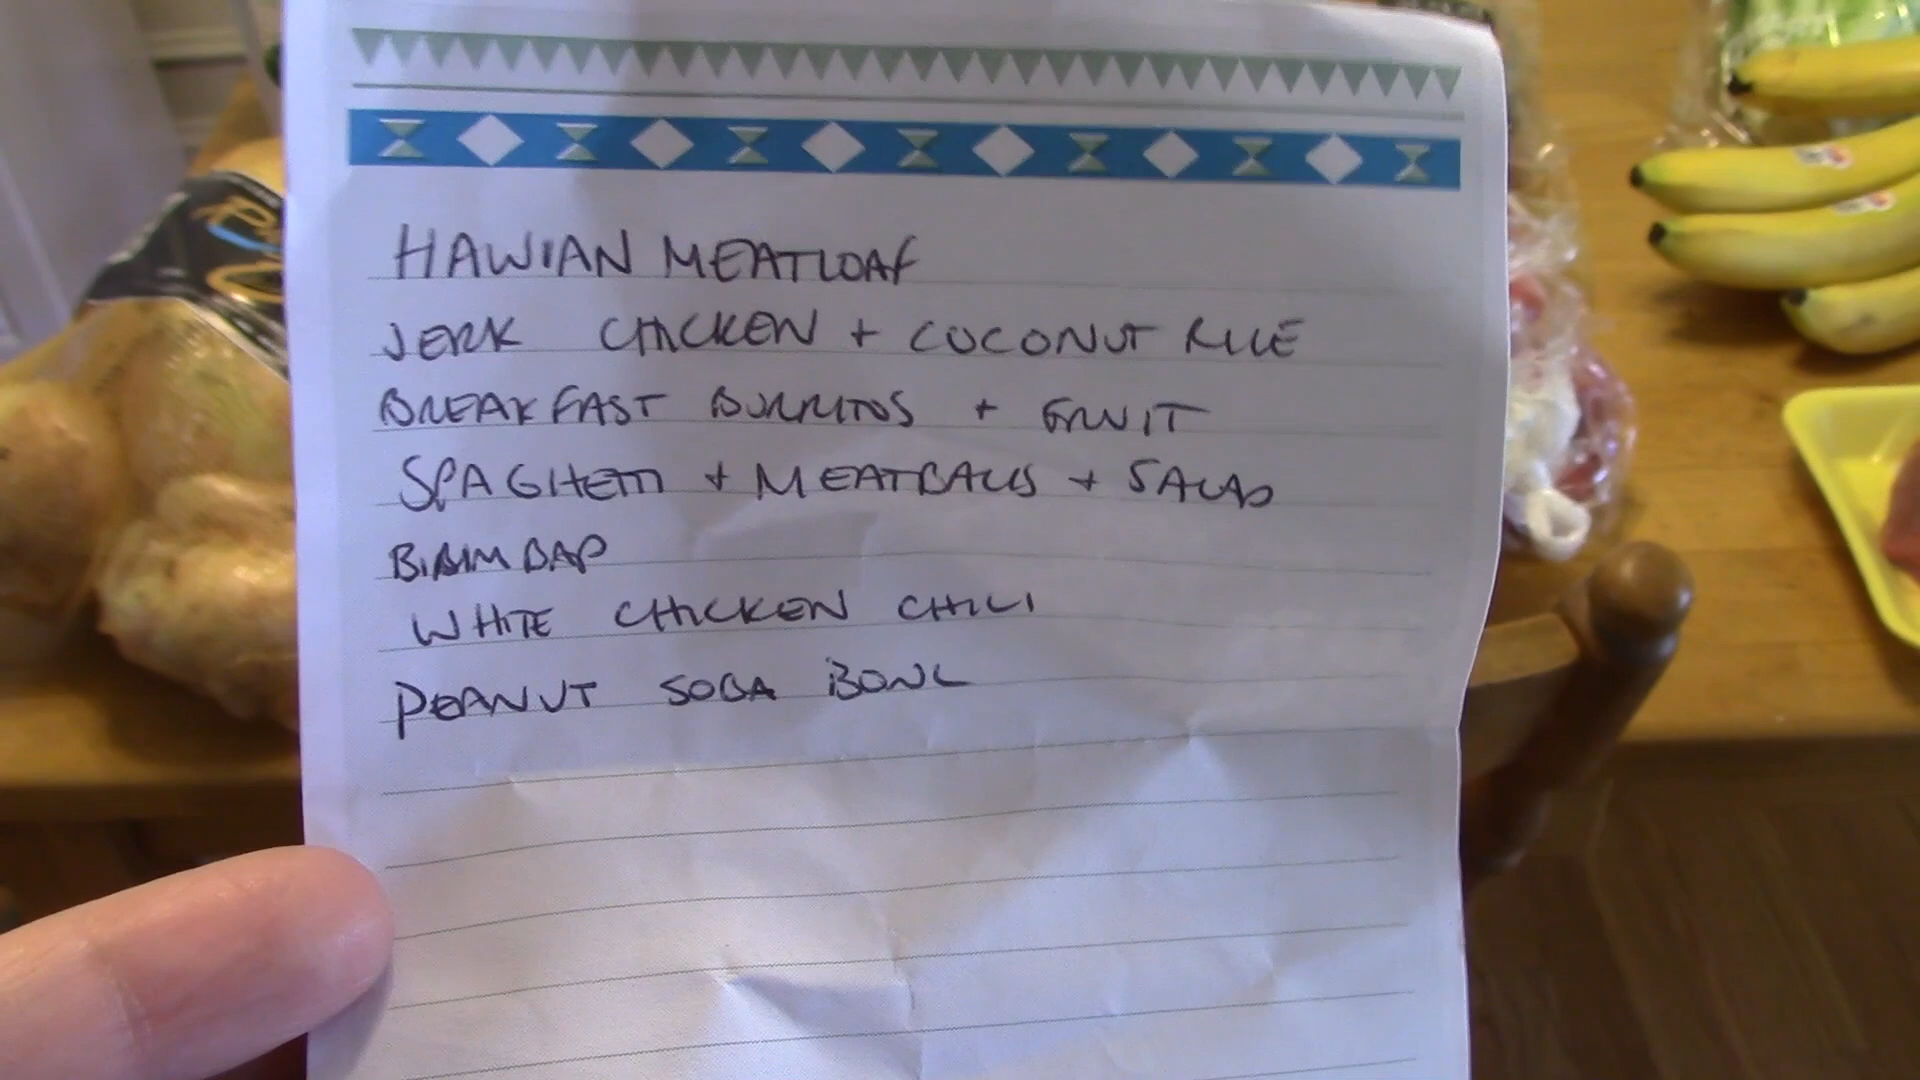 HAWIAN MEATLOAF
JERK CHICKEN + COCONUT RICE
BREAKFAST BURRITOS + FRUIT
SPAGHETTI + MEATBALLS + SALAD
BIBIMBAP
WHITE CHICKEN CHILI
PEANUT SOBA BOWL